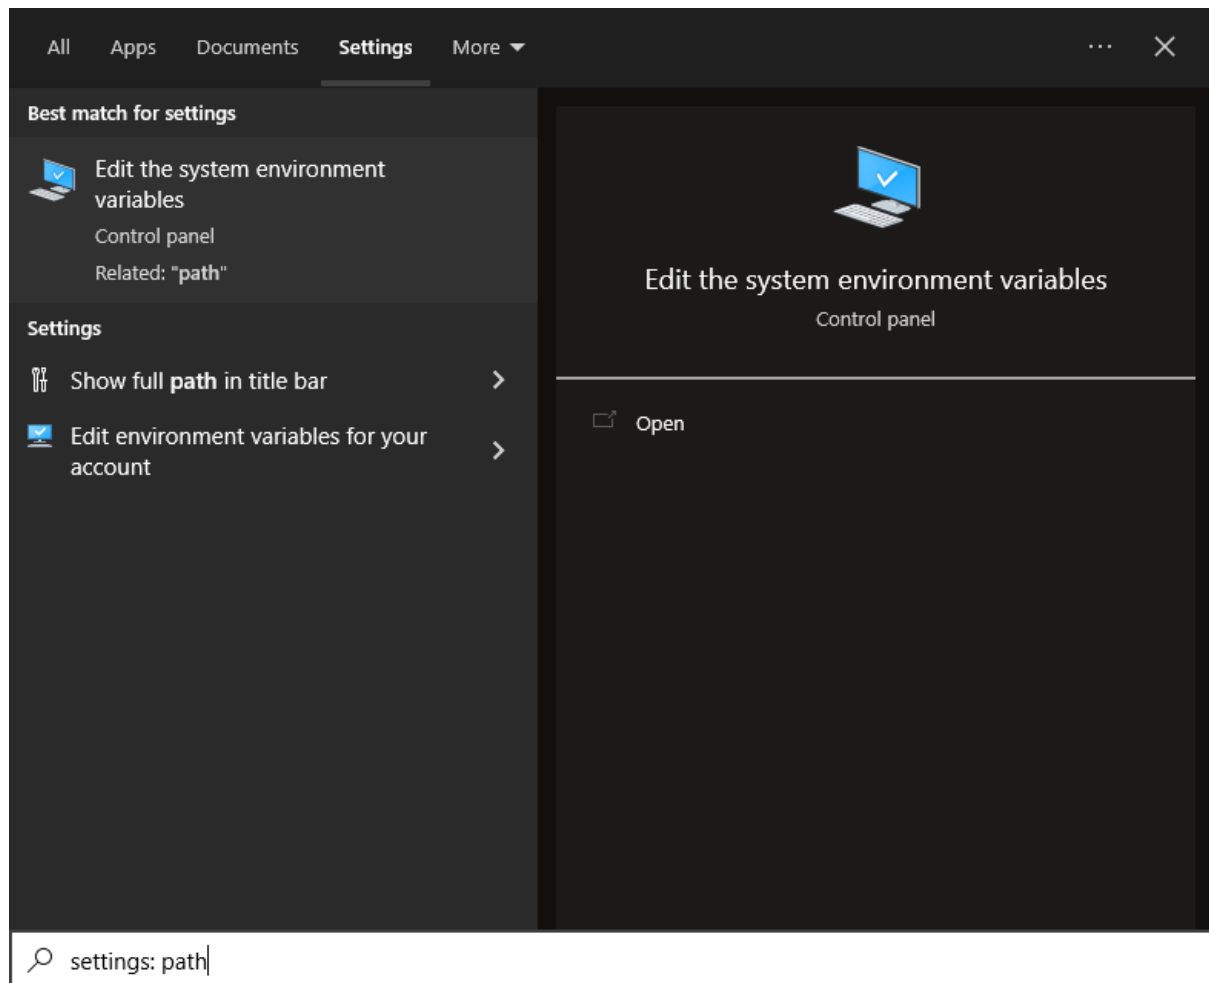 All Apps Documents Settings More ...
Best match for settings
Edit the system environment
variables
Control panel
Related: "path"
Settings
Show full path in title bar
Edit environment variables for your
account
Edit the system environment variables
Control panel
Open
settings: path